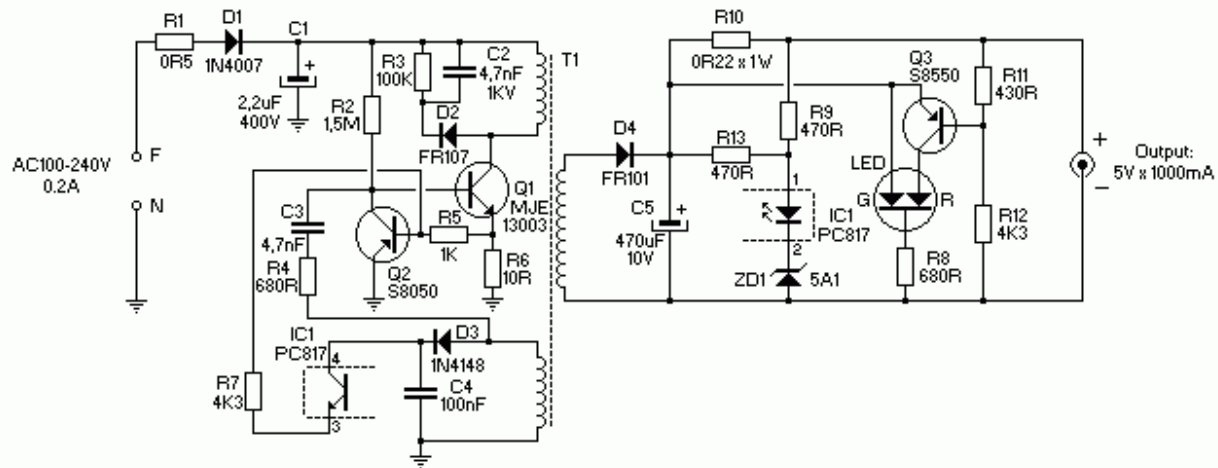 R1
0R5
D1
1N4007
C1
+
2,2uF
400V
R2
1,5M
R3
100K
C2
4,7nF
1KV
D2
FR107
T1
AC100-240V
0.2A
F
N
Q1
MJE
13003
C3
4,7nF
R4
680R
Q2
S8050
R5
1K
R6
10R
R7
4K3
IC1
PC817
4
3
D3
1N4148
C4
100nF
D4
FR101
C5
+
470uF
10V
R10
0R22 x 1W
R13
470R
R9
470R
1
IC1
PC817
2
ZD1
5A1
Q3
S8550
LED
G
R
R8
680R
R11
430R
R12
4K3
+
−
Output:
5V x 1000mA